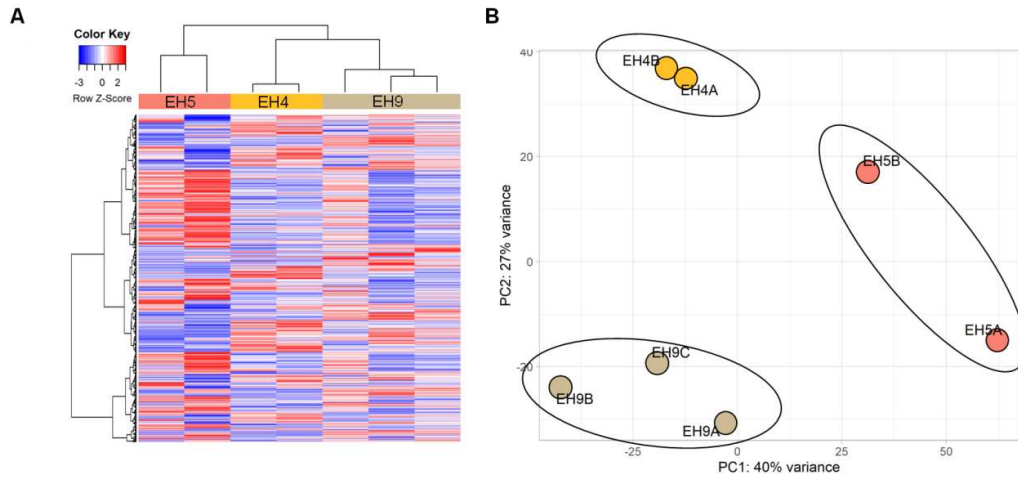 A
Color Key
-3 0 2
Row Z-Score
EH5 EH4 EH9
B
40
20
0
-20
-25 0 25 50
PC2: 27% variance
PC1: 40% variance
EH4B
EH4A
EH5B
EH5A
EH9C
EH9B
EH9A